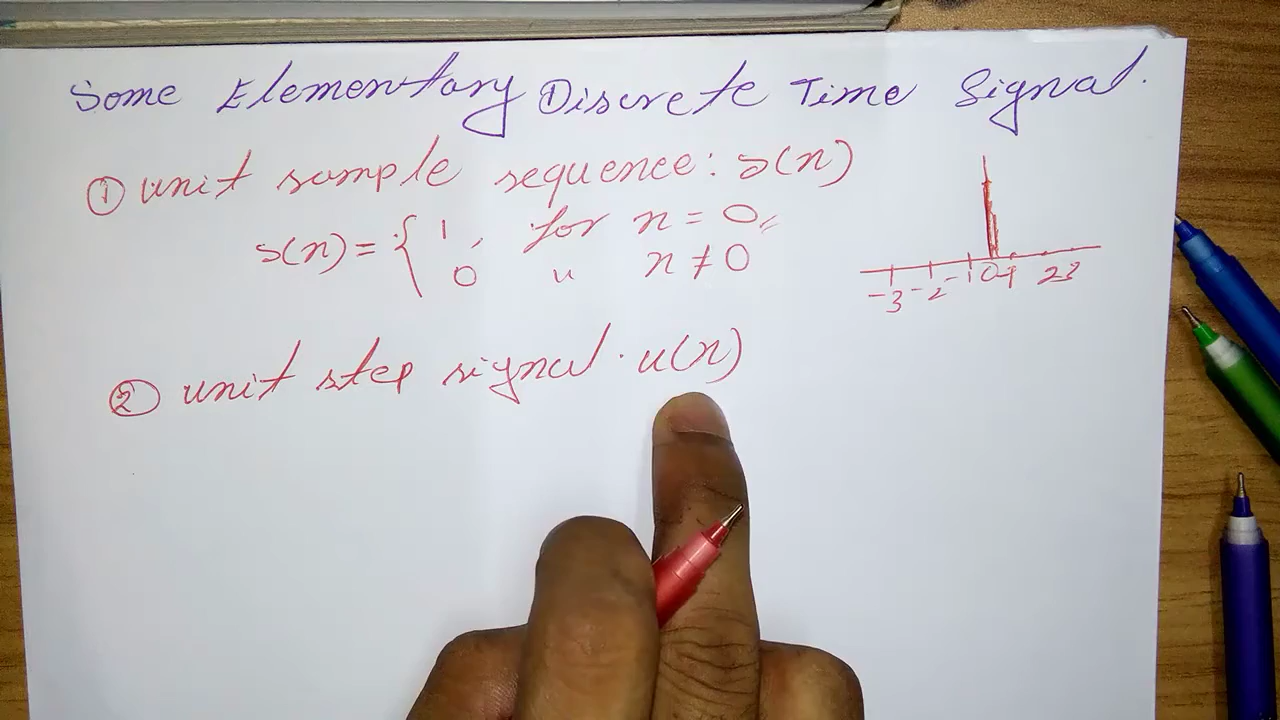 Some Elementary Discrete Time Signal.
① unit sample sequence: δ(n)
δ(n) = { 1, for n = 0,
0 " n ≠ 0
-3 -2 -1 0 1 2 3
② unit step signal. u(n)